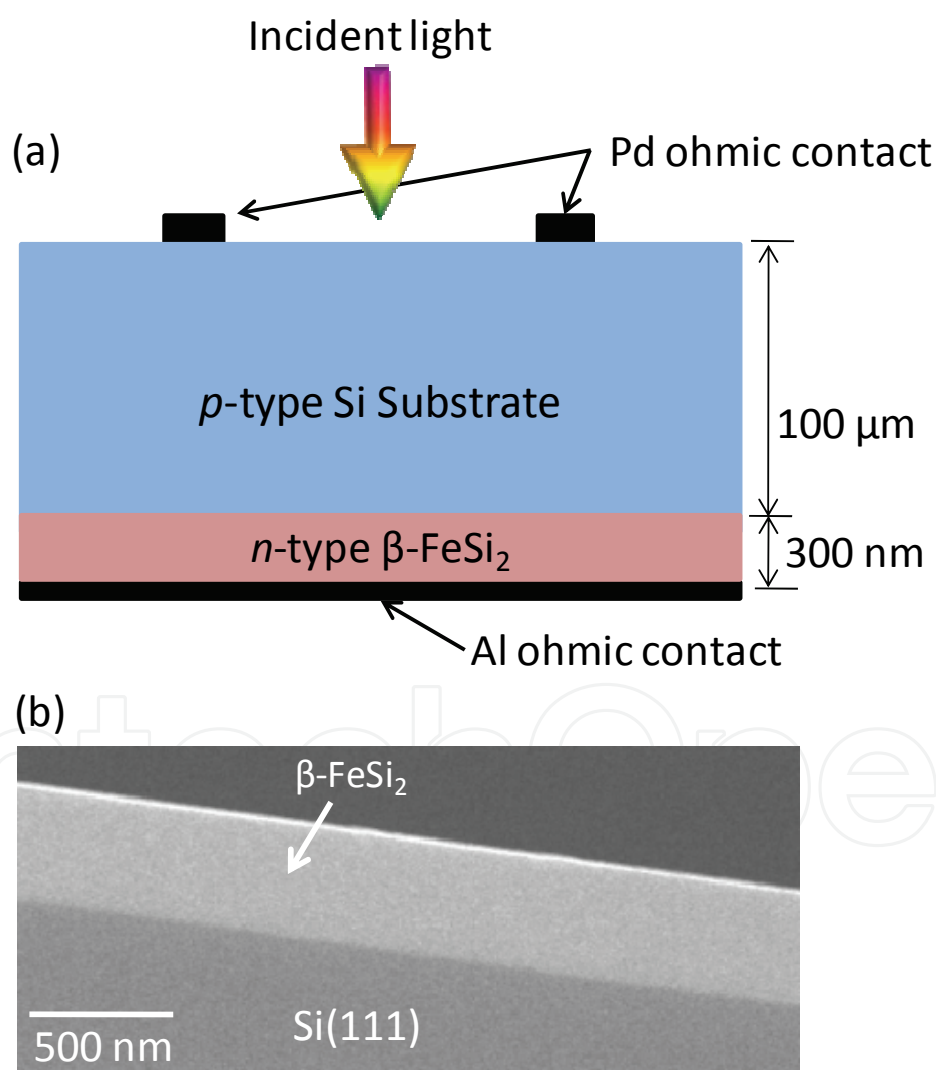 Incident light
(a)
Pd ohmic contact
p-type Si Substrate
100 μm
n-type β-FeSi₂
300 nm
Al ohmic contact
(b)
β-FeSi₂
Si(111)
500 nm